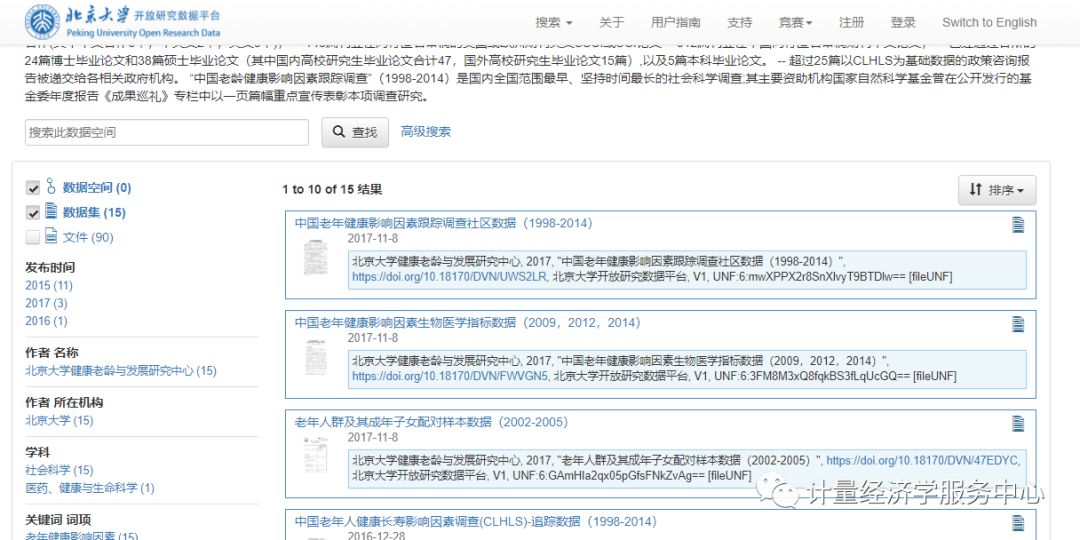 北京大学 开放研究数据平台
Peking University Open Research Data
搜索 关于 用户指南 支持 竞赛 注册 登录 Switch to English
24篇博士毕业论文和38篇硕士毕业论文（其中国内高校研究生毕业论文合计47，国外高校研究生毕业论文15篇）,以及5篇本科毕业论文。 -- 超过25篇以CLHLS为基础数据的政策咨询报
告被递交给各相关政府机构。 “中国老龄健康影响因素跟踪调查”（1998-2014）是国内全国范围最早、坚持时间最长的社会科学调查;其主要资助机构国家自然科学基金曾在公开发行的基
金委年度报告《成果巡礼》专栏中以一页篇幅重点宣传表彰本项调查研究。
搜索此数据空间 查找 高级搜索
数据空间 (0)
数据集 (15)
文件 (90)
发布时间
2015 (11)
2017 (3)
2016 (1)
作者 名称
北京大学健康老龄与发展研究中心 (15)
作者 所在机构
北京大学 (15)
学科
社会科学 (15)
医药、健康与生命科学 (1)
关键词 词项
老年健康影响因素 (15)
1 to 10 of 15 结果
排序
中国老年健康影响因素跟踪调查社区数据（1998-2014）
2017-11-8
北京大学健康老龄与发展研究中心, 2017, "中国老年健康影响因素跟踪调查社区数据（1998-2014）",
https://doi.org/10.18170/DVN/UWS2LR, 北京大学开放研究数据平台, V1, UNF:6:mwXPPX2r8SnXlvyT9BTDlw== [fileUNF]
中国老年健康影响因素生物医学指标数据（2009，2012，2014）
2017-11-8
北京大学健康老龄与发展研究中心, 2017, "中国老年健康影响因素生物医学指标数据（2009，2012，2014）",
https://doi.org/10.18170/DVN/FWVGN5, 北京大学开放研究数据平台, V1, UNF:6:3FM8M3xQ8fqkBS3fLqUcGQ== [fileUNF]
老年人群及其成年子女配对样本数据（2002-2005）
2017-11-8
北京大学健康老龄与发展研究中心, 2017, "老年人群及其成年子女配对样本数据（2002-2005）", https://doi.org/10.18170/DVN/47EDYC,
北京大学开放研究数据平台, V1, UNF:6:GAmHIa2qx05pGfsFNkZvAg== [fileUNF]
中国老年人健康长寿影响因素调查(CLHLS)-追踪数据（1998-2014）
2016-12-28
计量经济学服务中心